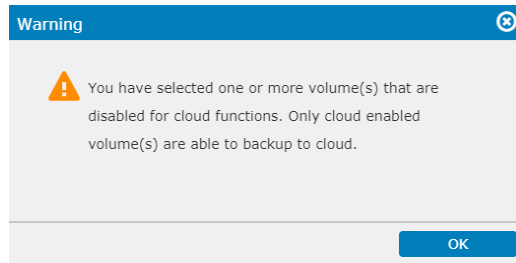 Warning
You have selected one or more volume(s) that are
disabled for cloud functions. Only cloud enabled
volume(s) are able to backup to cloud.
OK